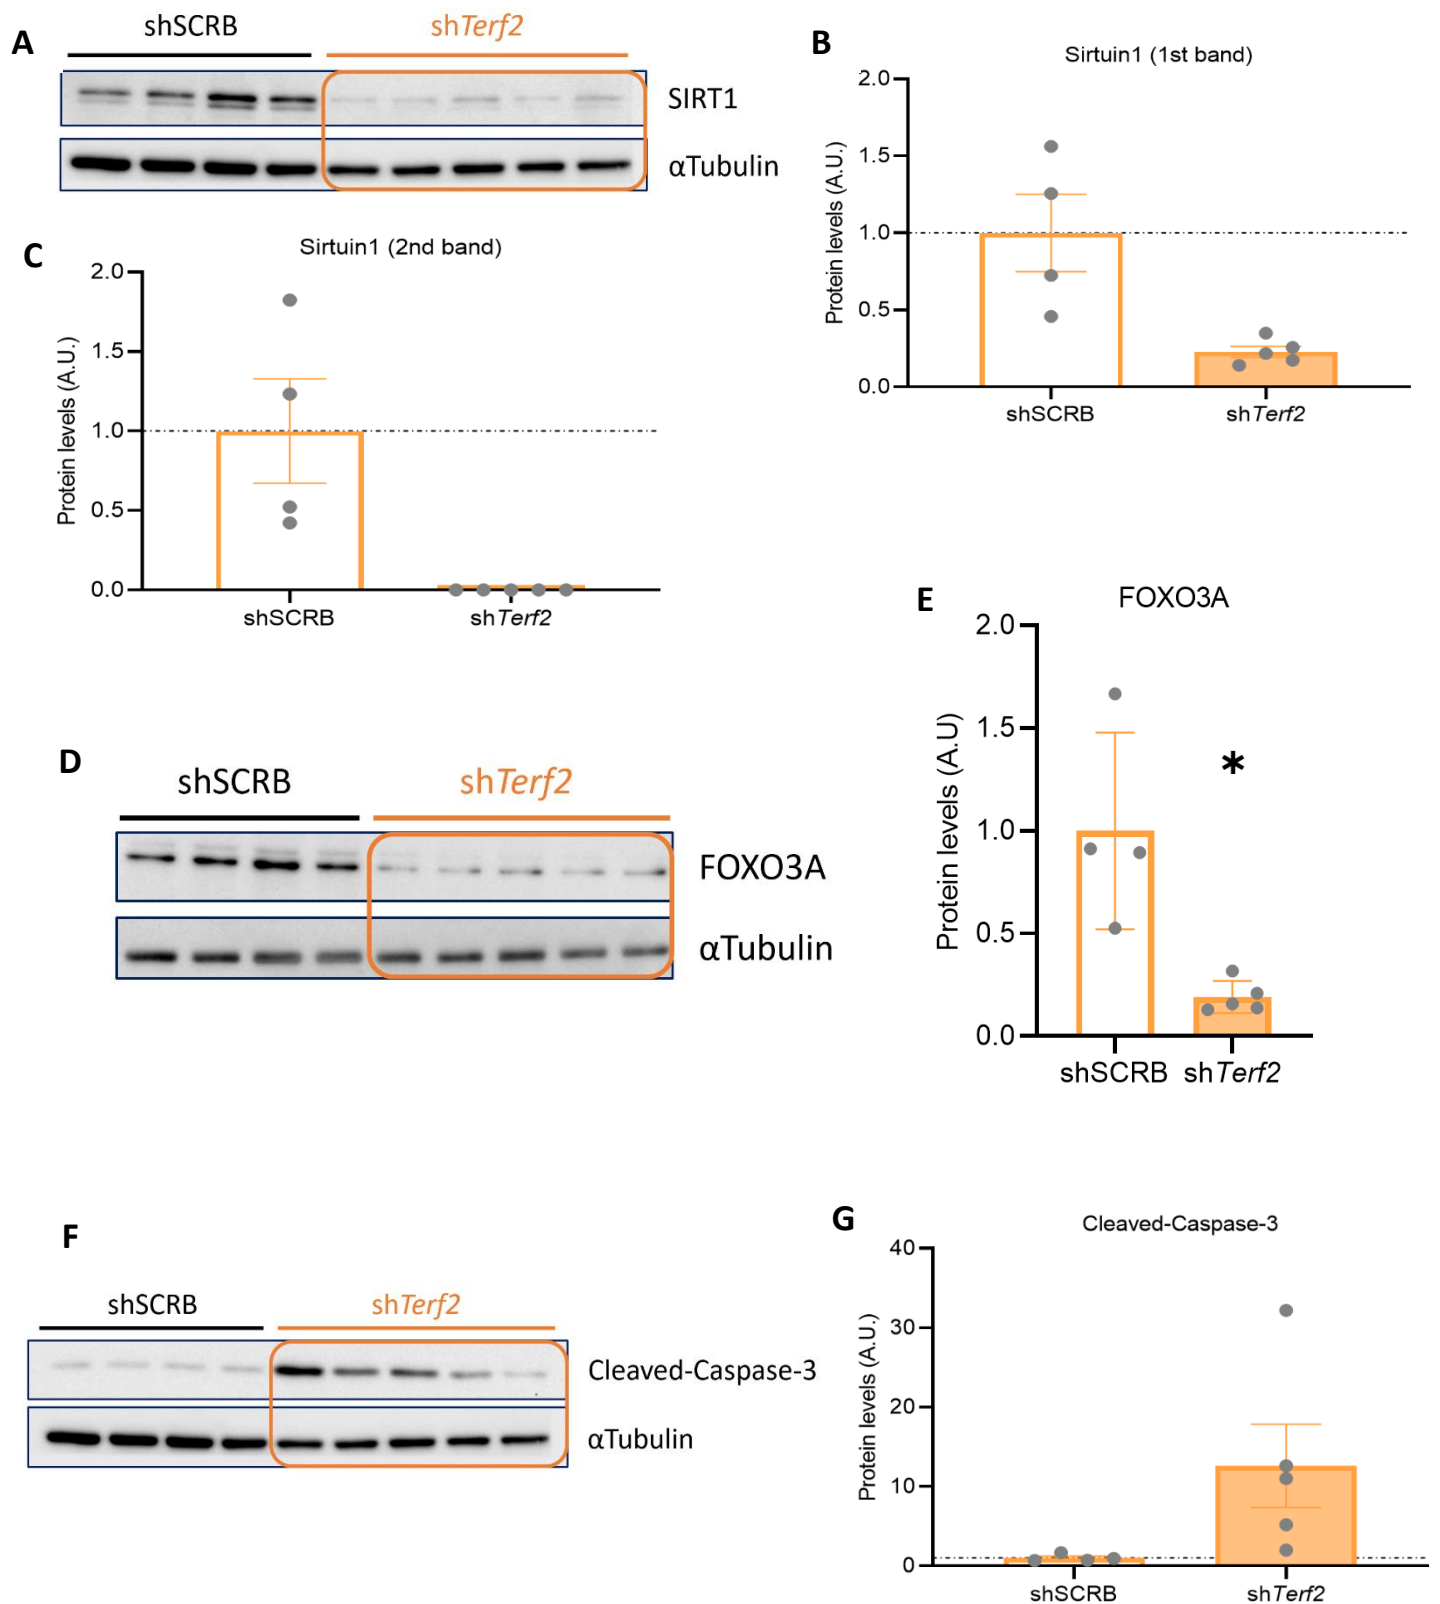 A
shSCRB shTerf2
SIRT1
αTubulin
B
Sirtuin1 (1st band)
Protein levels (A.U.)
2.0
1.5
1.0
0.5
0.0
shSCRB shTerf2
C
Sirtuin1 (2nd band)
Protein levels (A.U.)
2.0
1.5
1.0
0.5
0.0
shSCRB shTerf2
D
shSCRB shTerf2
FOXO3A
αTubulin
E
FOXO3A
Protein levels (A.U)
2.0
1.5
1.0
0.5
0.0
*
shSCRB shTerf2
F
shSCRB shTerf2
Cleaved-Caspase-3
αTubulin
G
Cleaved-Caspase-3
Protein levels (A.U.)
40
30
20
10
0
shSCRB shTerf2